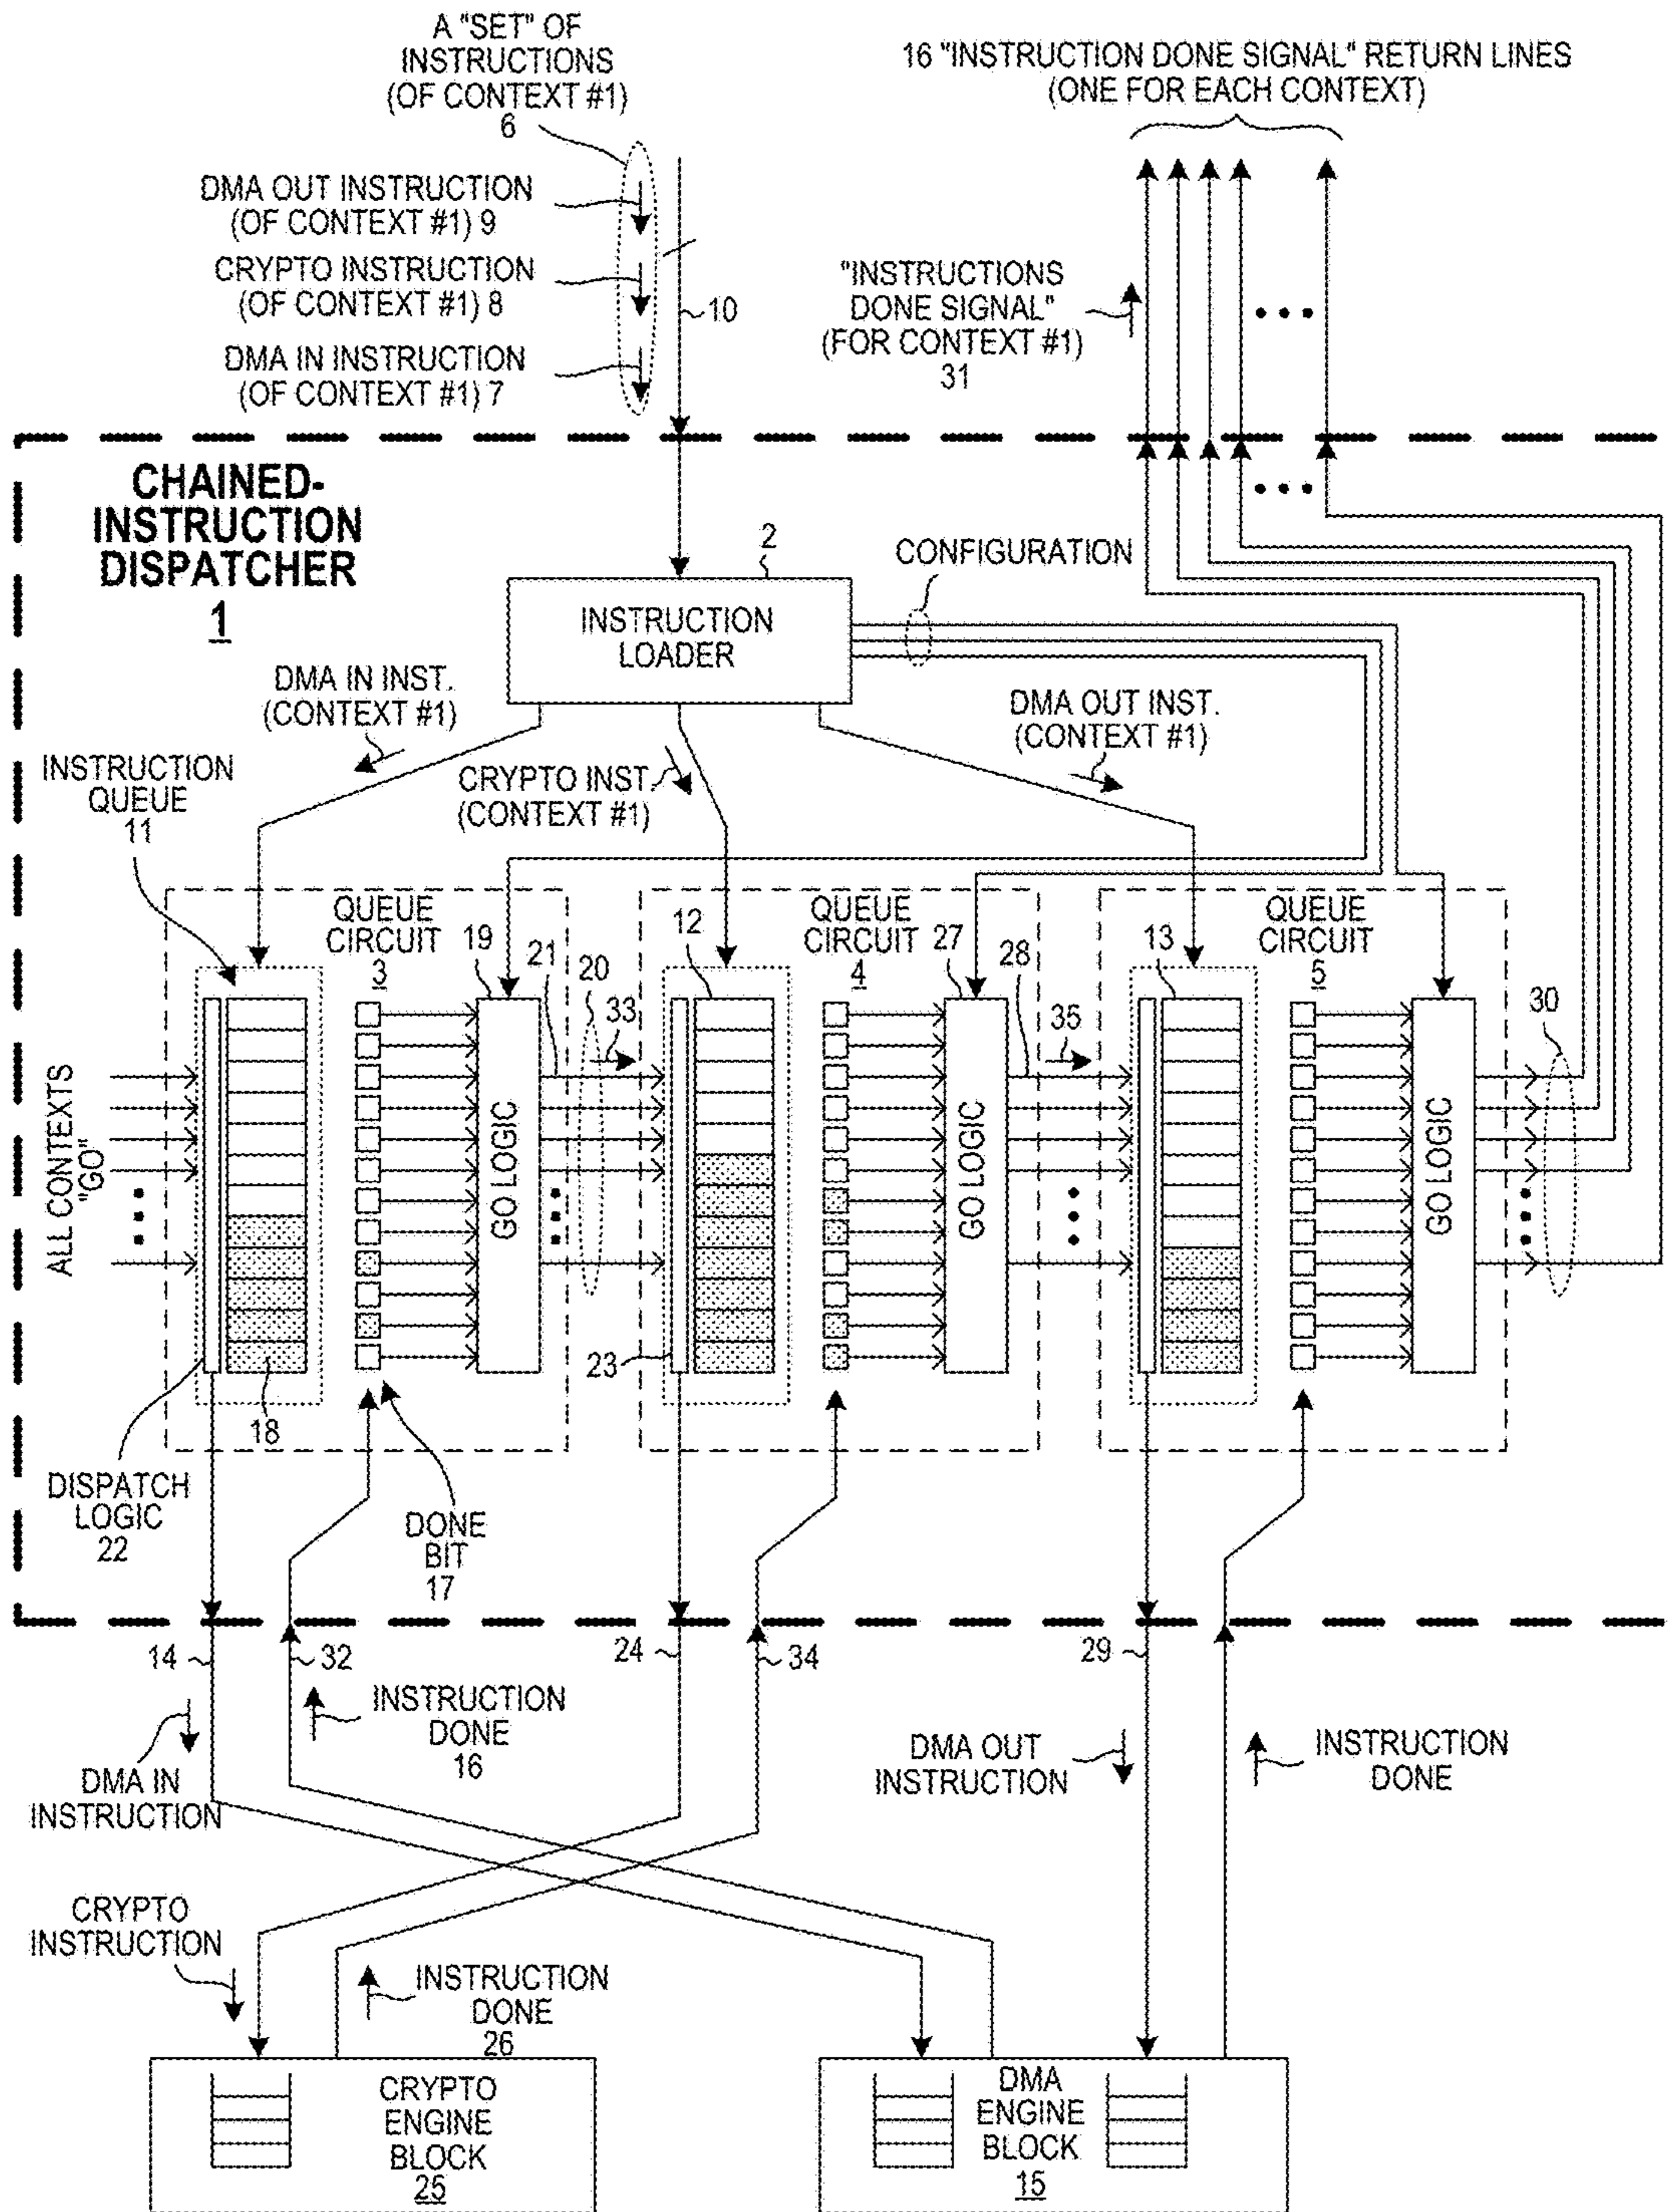 A "SET" OF
INSTRUCTIONS
(OF CONTEXT #1)
6
16 "INSTRUCTION DONE SIGNAL" RETURN LINES
(ONE FOR EACH CONTEXT)
DMA OUT INSTRUCTION
(OF CONTEXT #1) 9
CRYPTO INSTRUCTION
(OF CONTEXT #1) 8
DMA IN INSTRUCTION
(OF CONTEXT #1) 7
10
"INSTRUCTIONS
DONE SIGNAL"
(FOR CONTEXT #1)
31
CHAINED-
INSTRUCTION
DISPATCHER
1
2
INSTRUCTION
LOADER
CONFIGURATION
DMA IN INST.
(CONTEXT #1)
CRYPTO INST.
(CONTEXT #1)
DMA OUT INST.
(CONTEXT #1)
INSTRUCTION
QUEUE
11
QUEUE
CIRCUIT
3
19
21
20
33
12
QUEUE
CIRCUIT
4
27
28
35
13
QUEUE
CIRCUIT
5
30
ALL CONTEXTS
"GO"
GO LOGIC
GO LOGIC
GO LOGIC
18
23
DISPATCH
LOGIC
22
DONE
BIT
17
14
32
24
34
29
DMA IN
INSTRUCTION
INSTRUCTION
DONE
16
DMA OUT
INSTRUCTION
INSTRUCTION
DONE
CRYPTO
INSTRUCTION
INSTRUCTION
DONE
26
CRYPTO
ENGINE
BLOCK
25
DMA
ENGINE
BLOCK
15